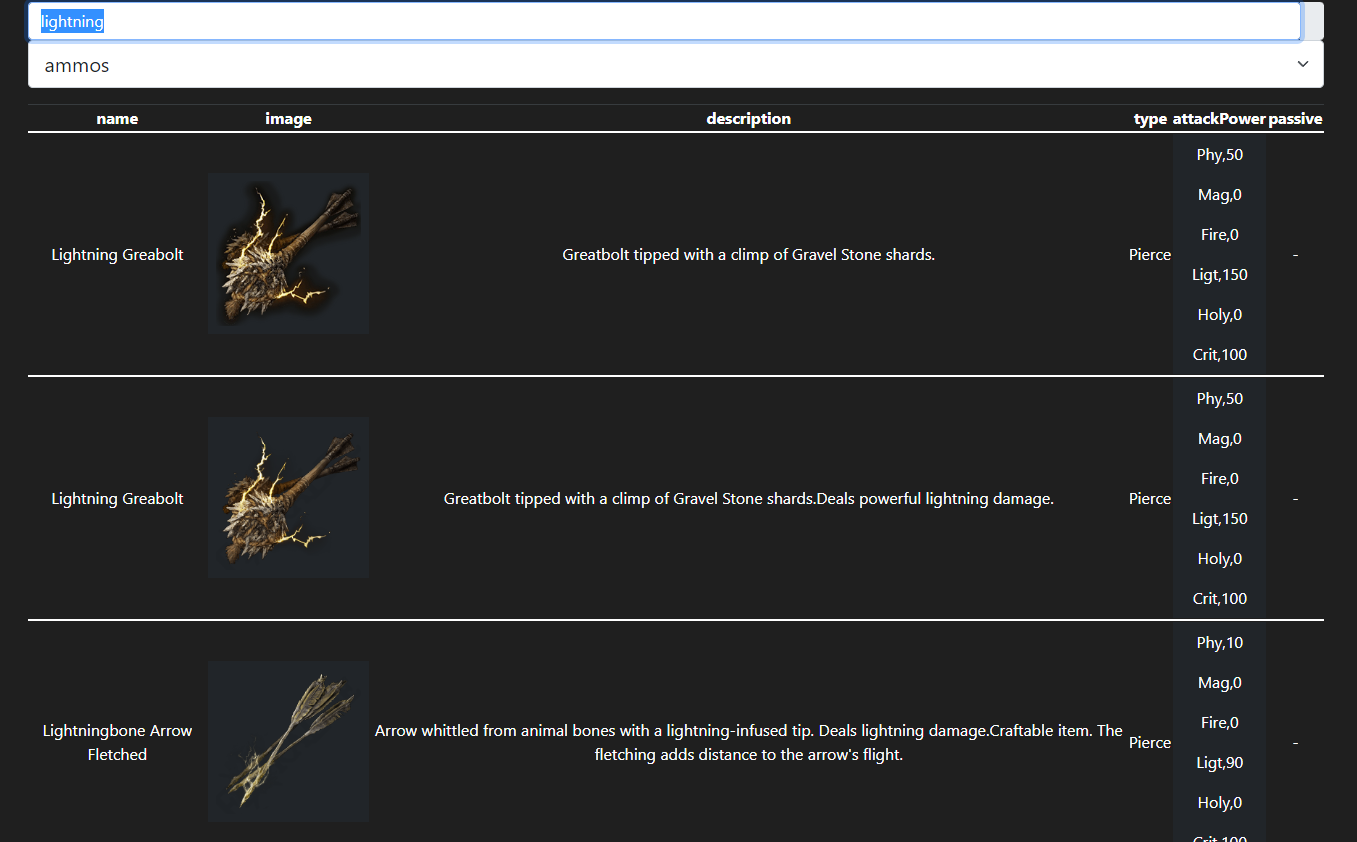 lightning
ammos
name image description type attackPower passive
Lightning Greabolt
Greatbolt tipped with a climp of Gravel Stone shards.
Pierce
Phy,50
Mag,0
Fire,0
Ligt,150
Holy,0
Crit,100
-
Lightning Greabolt
Greatbolt tipped with a climp of Gravel Stone shards.Deals powerful lightning damage.
Pierce
Phy,50
Mag,0
Fire,0
Ligt,150
Holy,0
Crit,100
-
Lightningbone Arrow
Fletched
Arrow whittled from animal bones with a lightning-infused tip. Deals lightning damage.Craftable item. The
fletching adds distance to the arrow's flight.
Pierce
Phy,10
Mag,0
Fire,0
Ligt,90
Holy,0
Crit,100
-